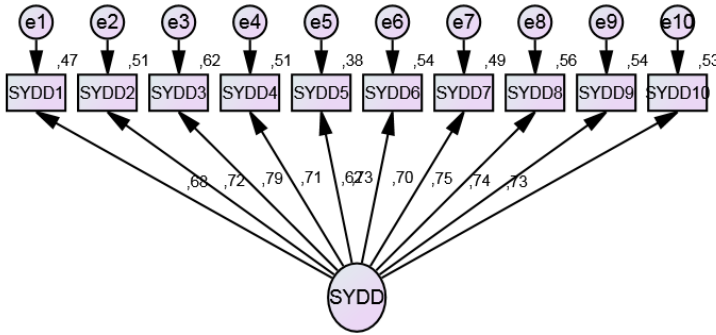 e1 e2 e3 e4 e5 e6 e7 e8 e9 e10
,47 ,51 ,62 ,51 ,38 ,54 ,49 ,56 ,54 ,53
SYDD1 SYDD2 SYDD3 SYDD4 SYDD5 SYDD6 SYDD7 SYDD8 SYDD9 SYDD10
,68 ,72 ,79 ,71 ,62 ,73 ,70 ,75 ,74 ,73
SYDD